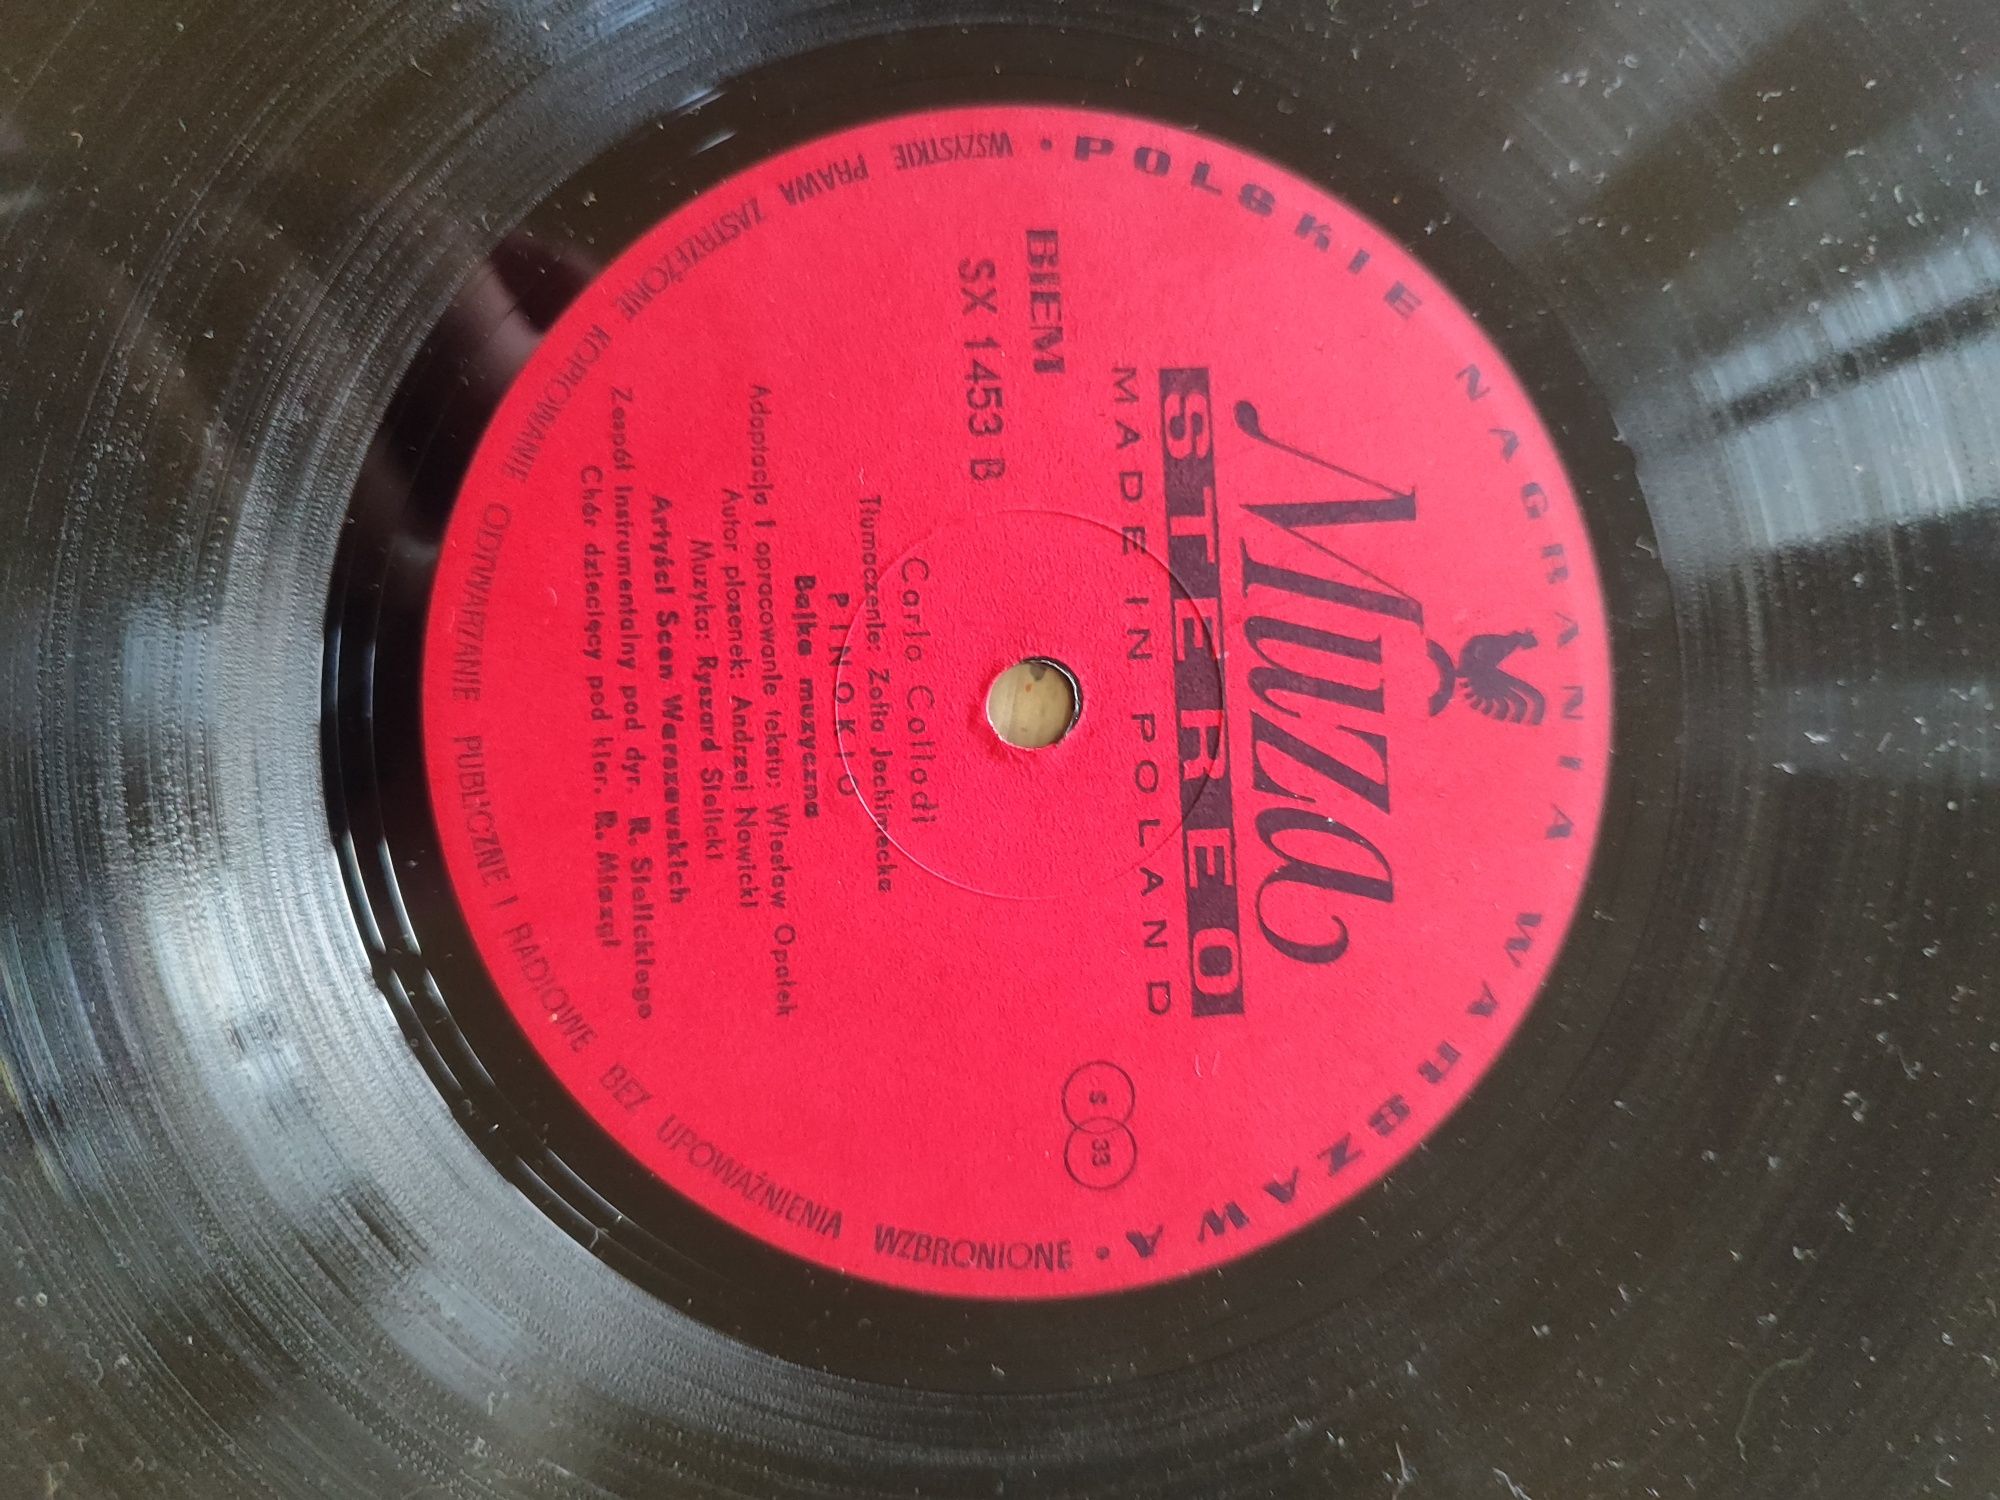 • POLSKIE NAGRANIA WARSZAWA •
Muza
STEREO
MADE IN POLAND
BIEM
SX 1453 B
S 33
Carlo Collodi
Tłumaczenie: Zofia Jachimecka
PINOKIO
Bajka muzyczna
Adaptacja i opracowanie tekstu: Wiesław Opałek
Autor piosenek: Andrzej Nowicki
Muzyka: Ryszard Sielicki
Artyści Scen Warszawskich
Zespół Instrumentalny pod dyr. R. Sielickiego
Chór dziecięcy pod kier. R. Miazgi
WSZYSTKIE PRAWA ZASTRZEŻONE KOPIOWANIE ODTWARZANIE PUBLICZNE I RADIOWE BEZ UPOWAŻNIENIA WZBRONIONE